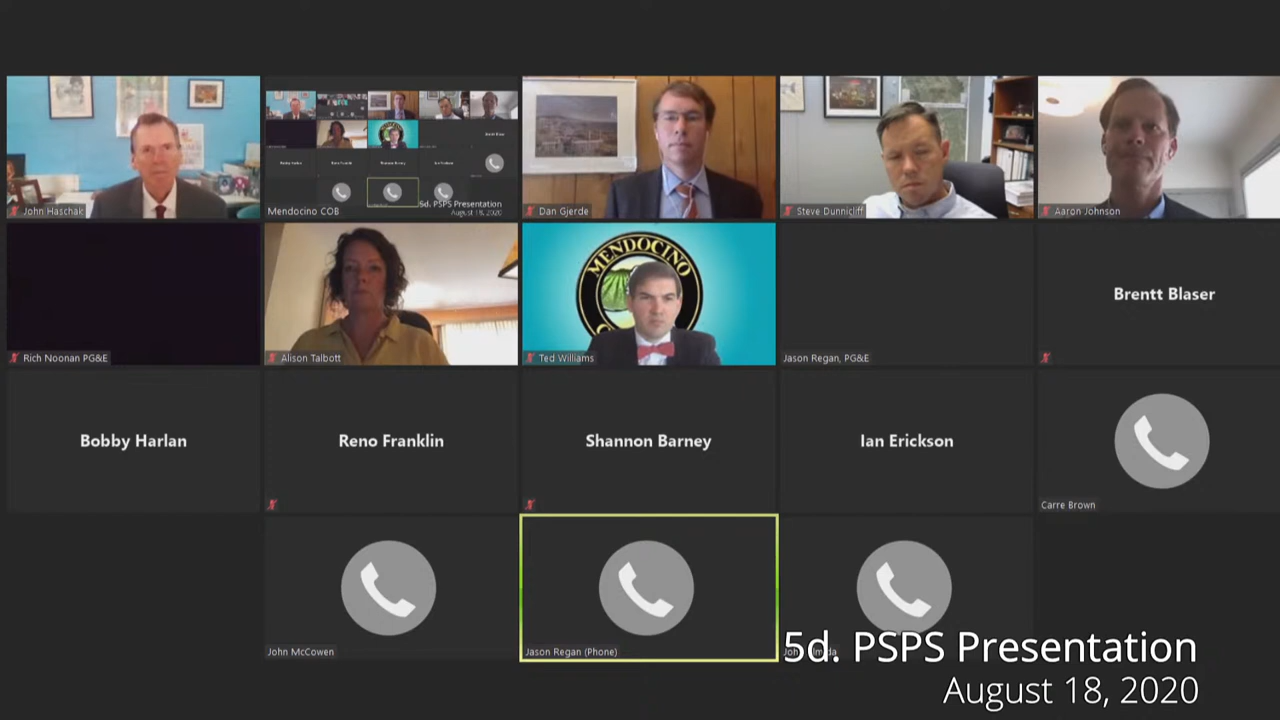 John Haschak
5d. PSPS Presentation
August 18, 2020
Mendocino COB
Dan Gjerde
Steve Dunnicliff
Aaron Johnson
Rich Noonan PG&E
Alison Talbott
MENDOCINO
Ted Williams
Jason Regan, PG&E
Brentt Blaser
Bobby Harlan
Reno Franklin
Shannon Barney
Ian Erickson
Carre Brown
John McCowen
Jason Regan (Phone)
5d. PSPS Presentation
August 18, 2020